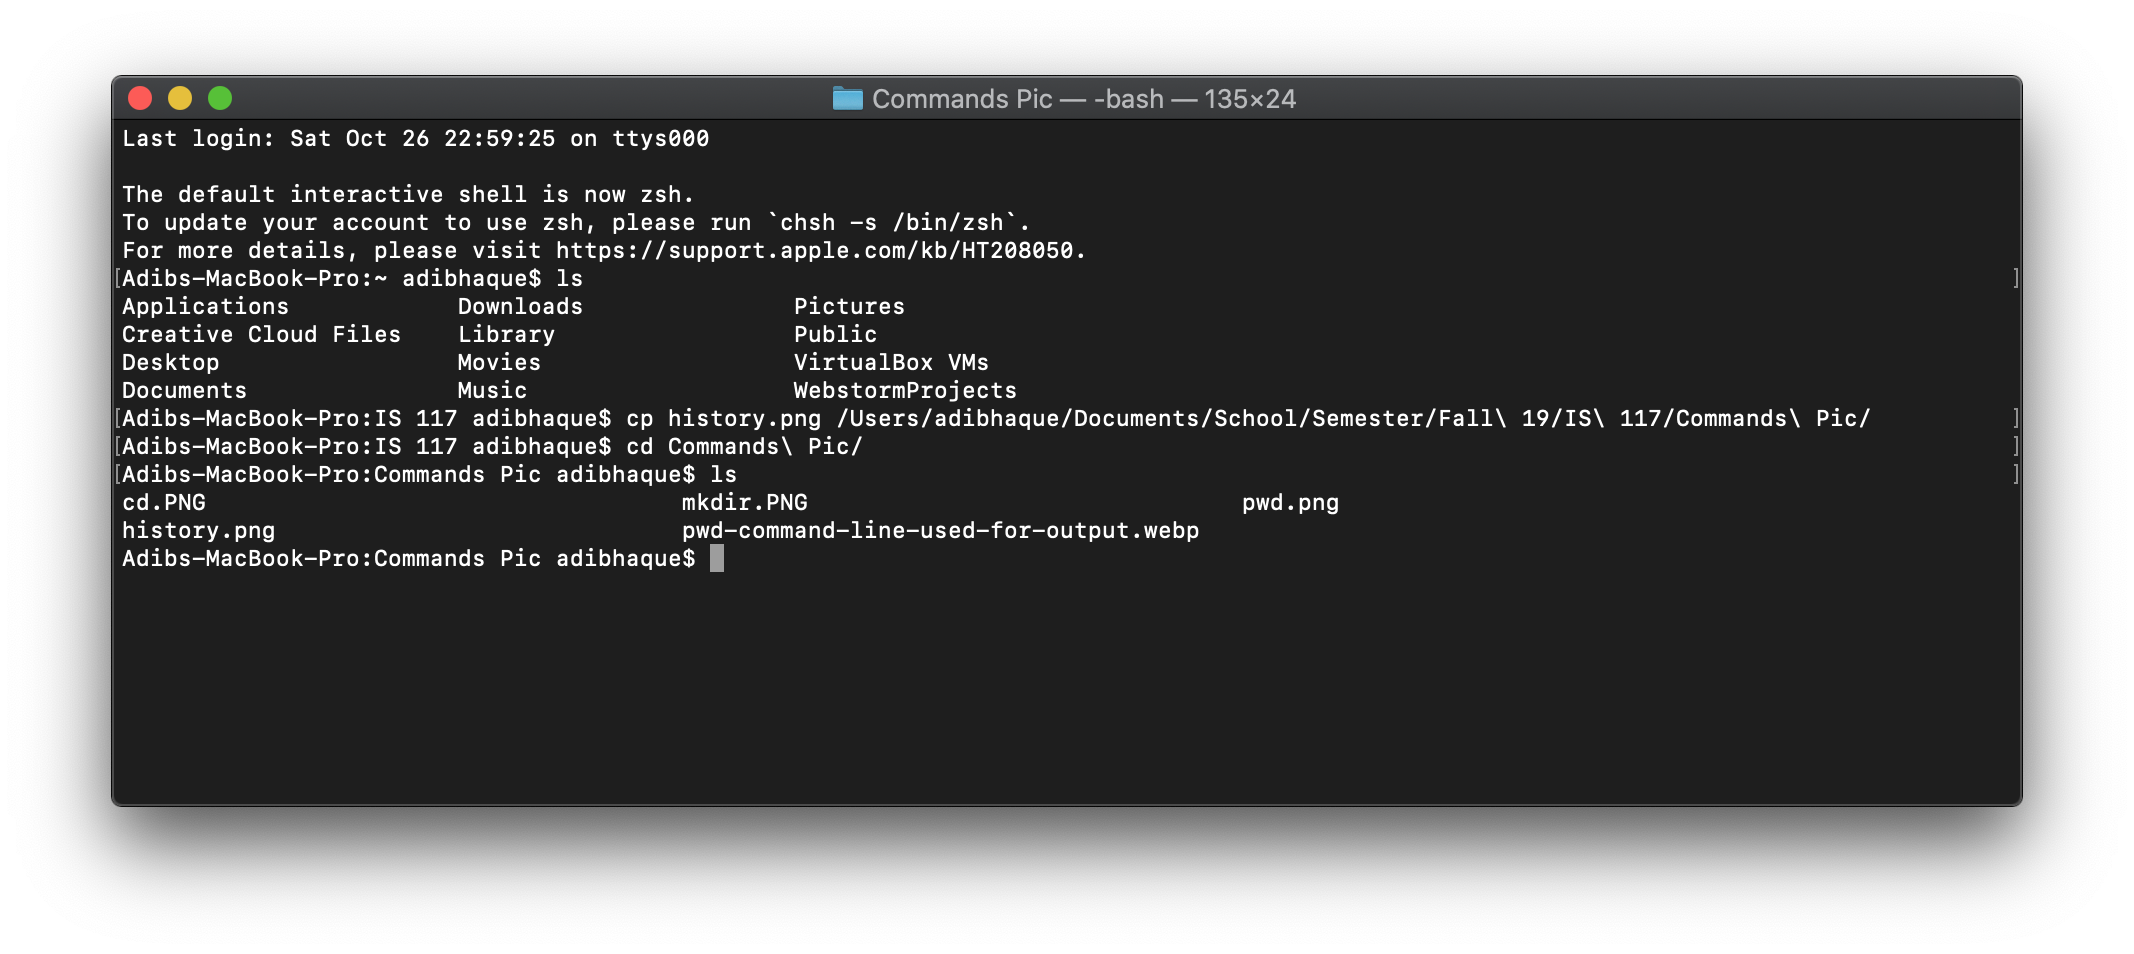 Commands Pic — -bash — 135×24
Last login: Sat Oct 26 22:59:25 on ttys000
The default interactive shell is now zsh.
To update your account to use zsh, please run `chsh -s /bin/zsh`.
For more details, please visit https://support.apple.com/kb/HT208050.
[Adibs-MacBook-Pro:~ adibhaque$ ls ]
Applications Downloads Pictures
Creative Cloud Files Library Public
Desktop Movies VirtualBox VMs
Documents Music WebstormProjects
[Adibs-MacBook-Pro:IS 117 adibhaque$ cp history.png /Users/adibhaque/Documents/School/Semester/Fall\ 19/IS\ 117/Commands\ Pic/ ]
[Adibs-MacBook-Pro:IS 117 adibhaque$ cd Commands\ Pic/ ]
[Adibs-MacBook-Pro:Commands Pic adibhaque$ ls ]
cd.PNG mkdir.PNG pwd.png
history.png pwd-command-line-used-for-output.webp
Adibs-MacBook-Pro:Commands Pic adibhaque$